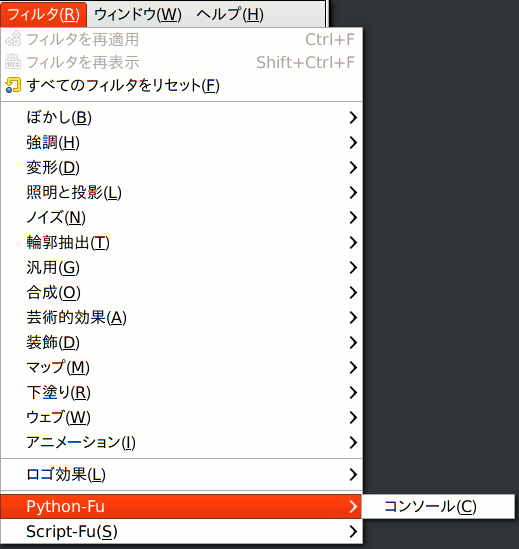 フィルタ(R) ウィンドウ(W) ヘルプ(H)
フィルタを再適用 Ctrl+F
フィルタを再表示 Shift+Ctrl+F
すべてのフィルタをリセット(F)
ぼかし(B)
強調(H)
変形(D)
照明と投影(L)
ノイズ(N)
輪郭抽出(T)
汎用(G)
合成(O)
芸術的効果(A)
装飾(D)
マップ(M)
下塗り(R)
ウェブ(W)
アニメーション(I)
ロゴ効果(L)
Python-Fu コンソール(C)
Script-Fu(S)